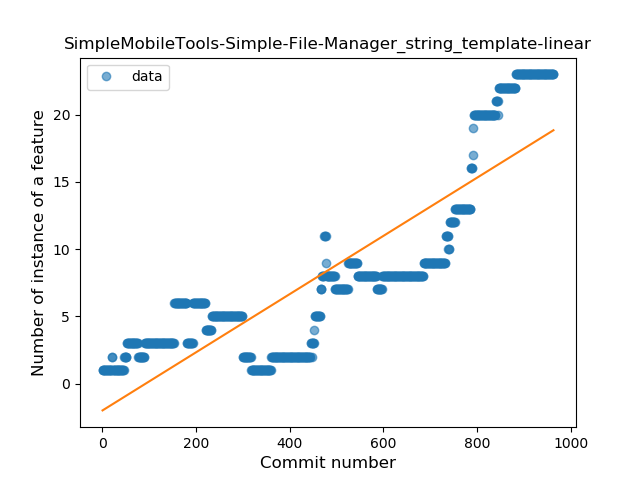 SimpleMobileTools-Simple-File-Manager_string_template-linear
data
Number of instance of a feature
20
15
10
5
0
0 200 400 600 800 1000
Commit number